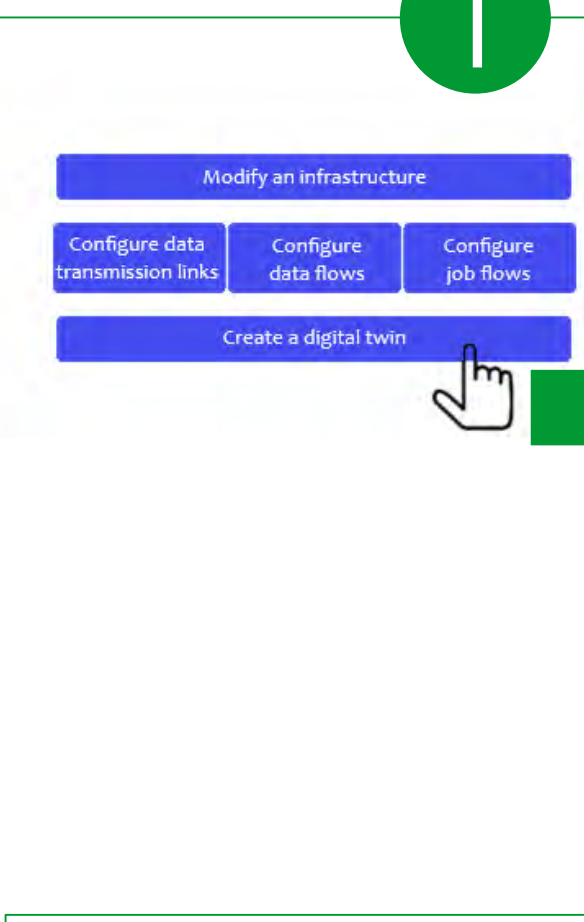 Modify an infrastructure
Configure data
transmission links
Configure
data flows
Configure
job flows
Create a digital twin